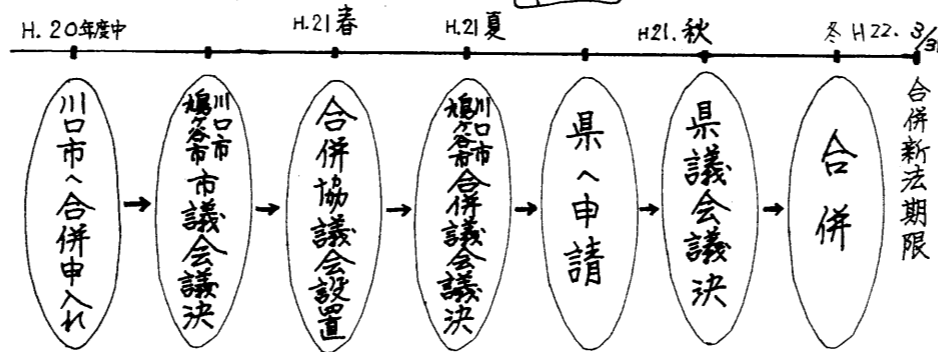 H.20年度中
H.21春
H.21夏
H21.秋
冬 H22. 3/31
川口市へ合併申入れ
川口市
鳩ヶ谷市
市議会議決
合併協議会設置
川口市
鳩ヶ谷市
合併議会議決
県へ申請
県議会議決
合併
合併新法期限